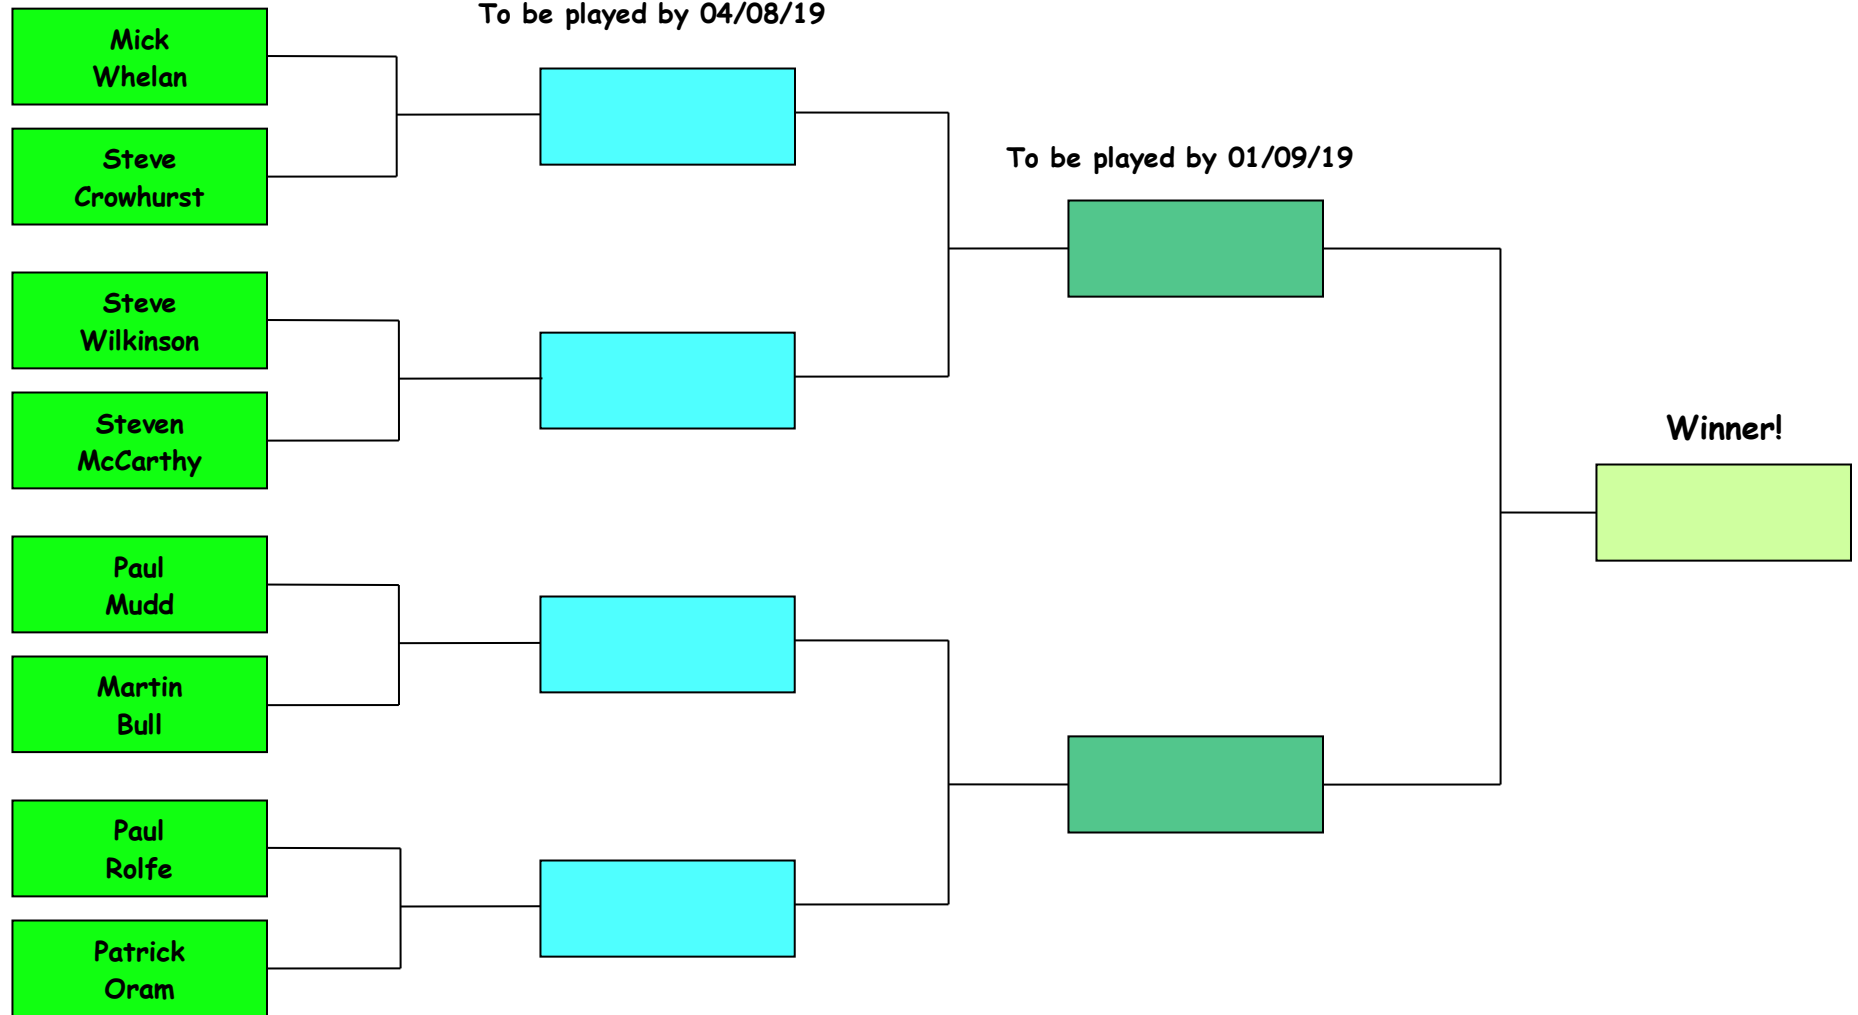 To be played by 04/08/19
Mick
Whelan
Steve
Crowhurst
To be played by 01/09/19
Steve
Wilkinson
Steven
McCarthy
Winner!
Paul
Mudd
Martin
Bull
Paul
Rolfe
Patrick
Oram